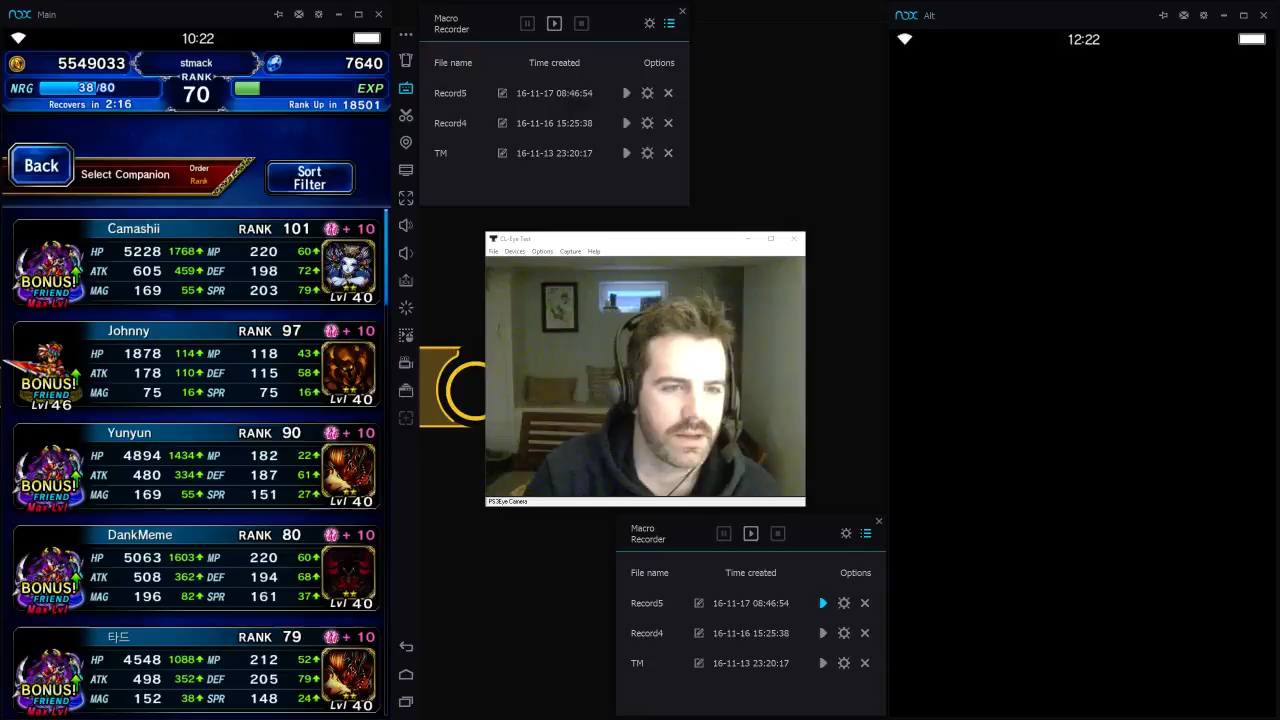 nox Main
10:22
5549033 stmack 7640
NRG 38/80 RANK 70 EXP
Recovers in 2:16 Rank Up in 18501
Back Select Companion Order Rank Sort Filter
Camashii RANK 101 + 10
HP 5228 1768 MP 220 60
ATK 605 459 DEF 198 72
MAG 169 55 SPR 203 79
BONUS! FRIEND Max Lvl Lvl 40
Johnny RANK 97 + 10
HP 1878 114 MP 118 43
ATK 178 110 DEF 115 58
MAG 75 16 SPR 75 16
BONUS! FRIEND Lvl 46 Lvl 40
Yunyun RANK 90 + 10
HP 4894 1434 MP 182 22
ATK 480 334 DEF 187 61
MAG 169 55 SPR 151 27
BONUS! FRIEND Max Lvl Lvl 40
DankMeme RANK 80 + 10
HP 5063 1603 MP 220 60
ATK 508 362 DEF 194 68
MAG 196 82 SPR 161 37
BONUS! FRIEND Max Lvl Lvl 40
타드 RANK 79 + 10
HP 4548 1088 MP 212 52
ATK 498 352 DEF 205 79
MAG 152 38 SPR 148 24
BONUS! FRIEND Max Lvl Lvl 40
Macro Recorder
File name Time created Options
Record5 16-11-17 08:46:54
Record4 16-11-16 15:25:38
TM 16-11-13 23:20:17
CL-Eye Test
File Devices Options Capture Help
PS3Eye Camera
Macro Recorder
File name Time created Options
Record5 16-11-17 08:46:54
Record4 16-11-16 15:25:38
TM 16-11-13 23:20:17
nox Alt
12:22